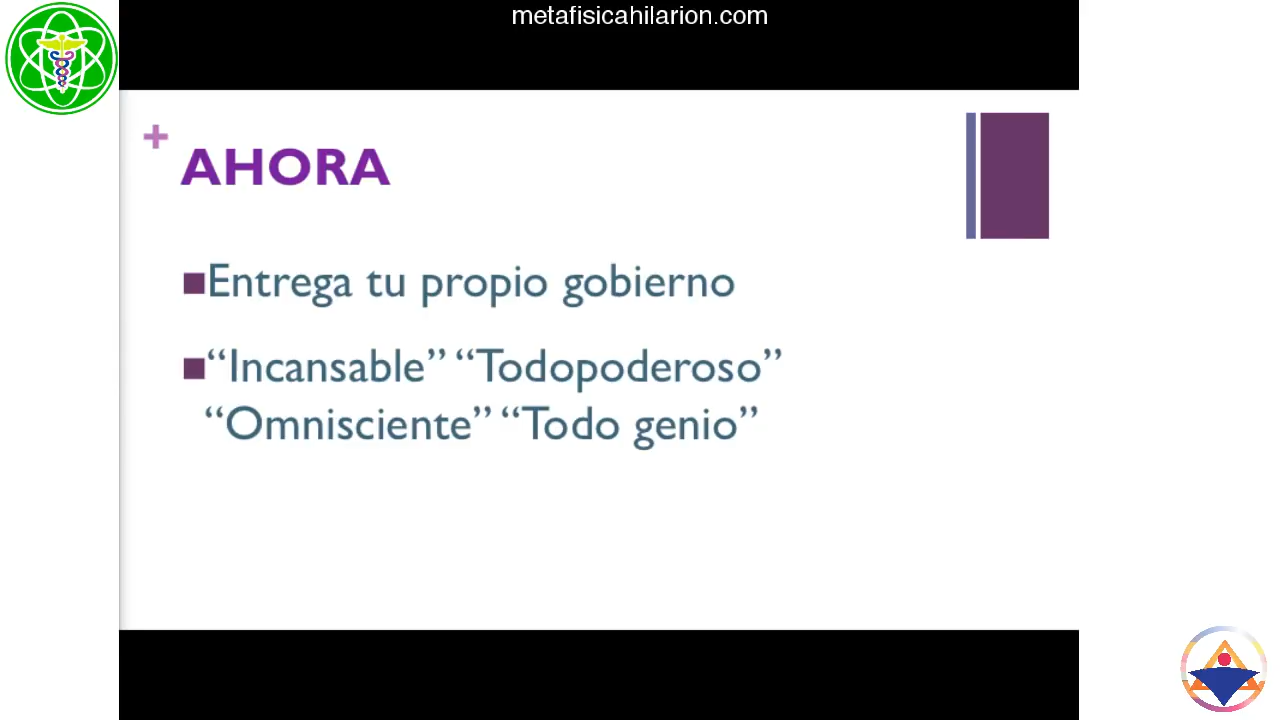 metafisicahilarion.com
+
AHORA
■Entrega tu propio gobierno
■“Incansable” “Todopoderoso”
“Omnisciente” “Todo genio”